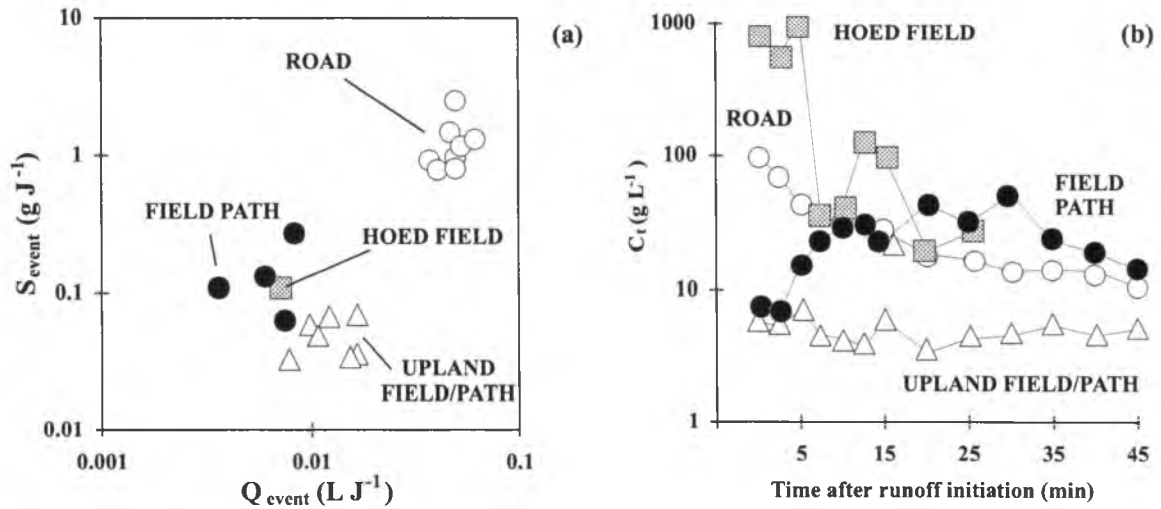 (a)
S event (g J⁻¹)
10
1
0.1
0.01
0.001
0.01
0.1
Q event (L J⁻¹)
ROAD
FIELD PATH
HOED FIELD
UPLAND
FIELD/PATH
(b)
C t (g L⁻¹)
1000
100
10
1
5
15
25
35
45
Time after runoff initiation (min)
HOED FIELD
ROAD
FIELD
PATH
UPLAND FIELD/PATH